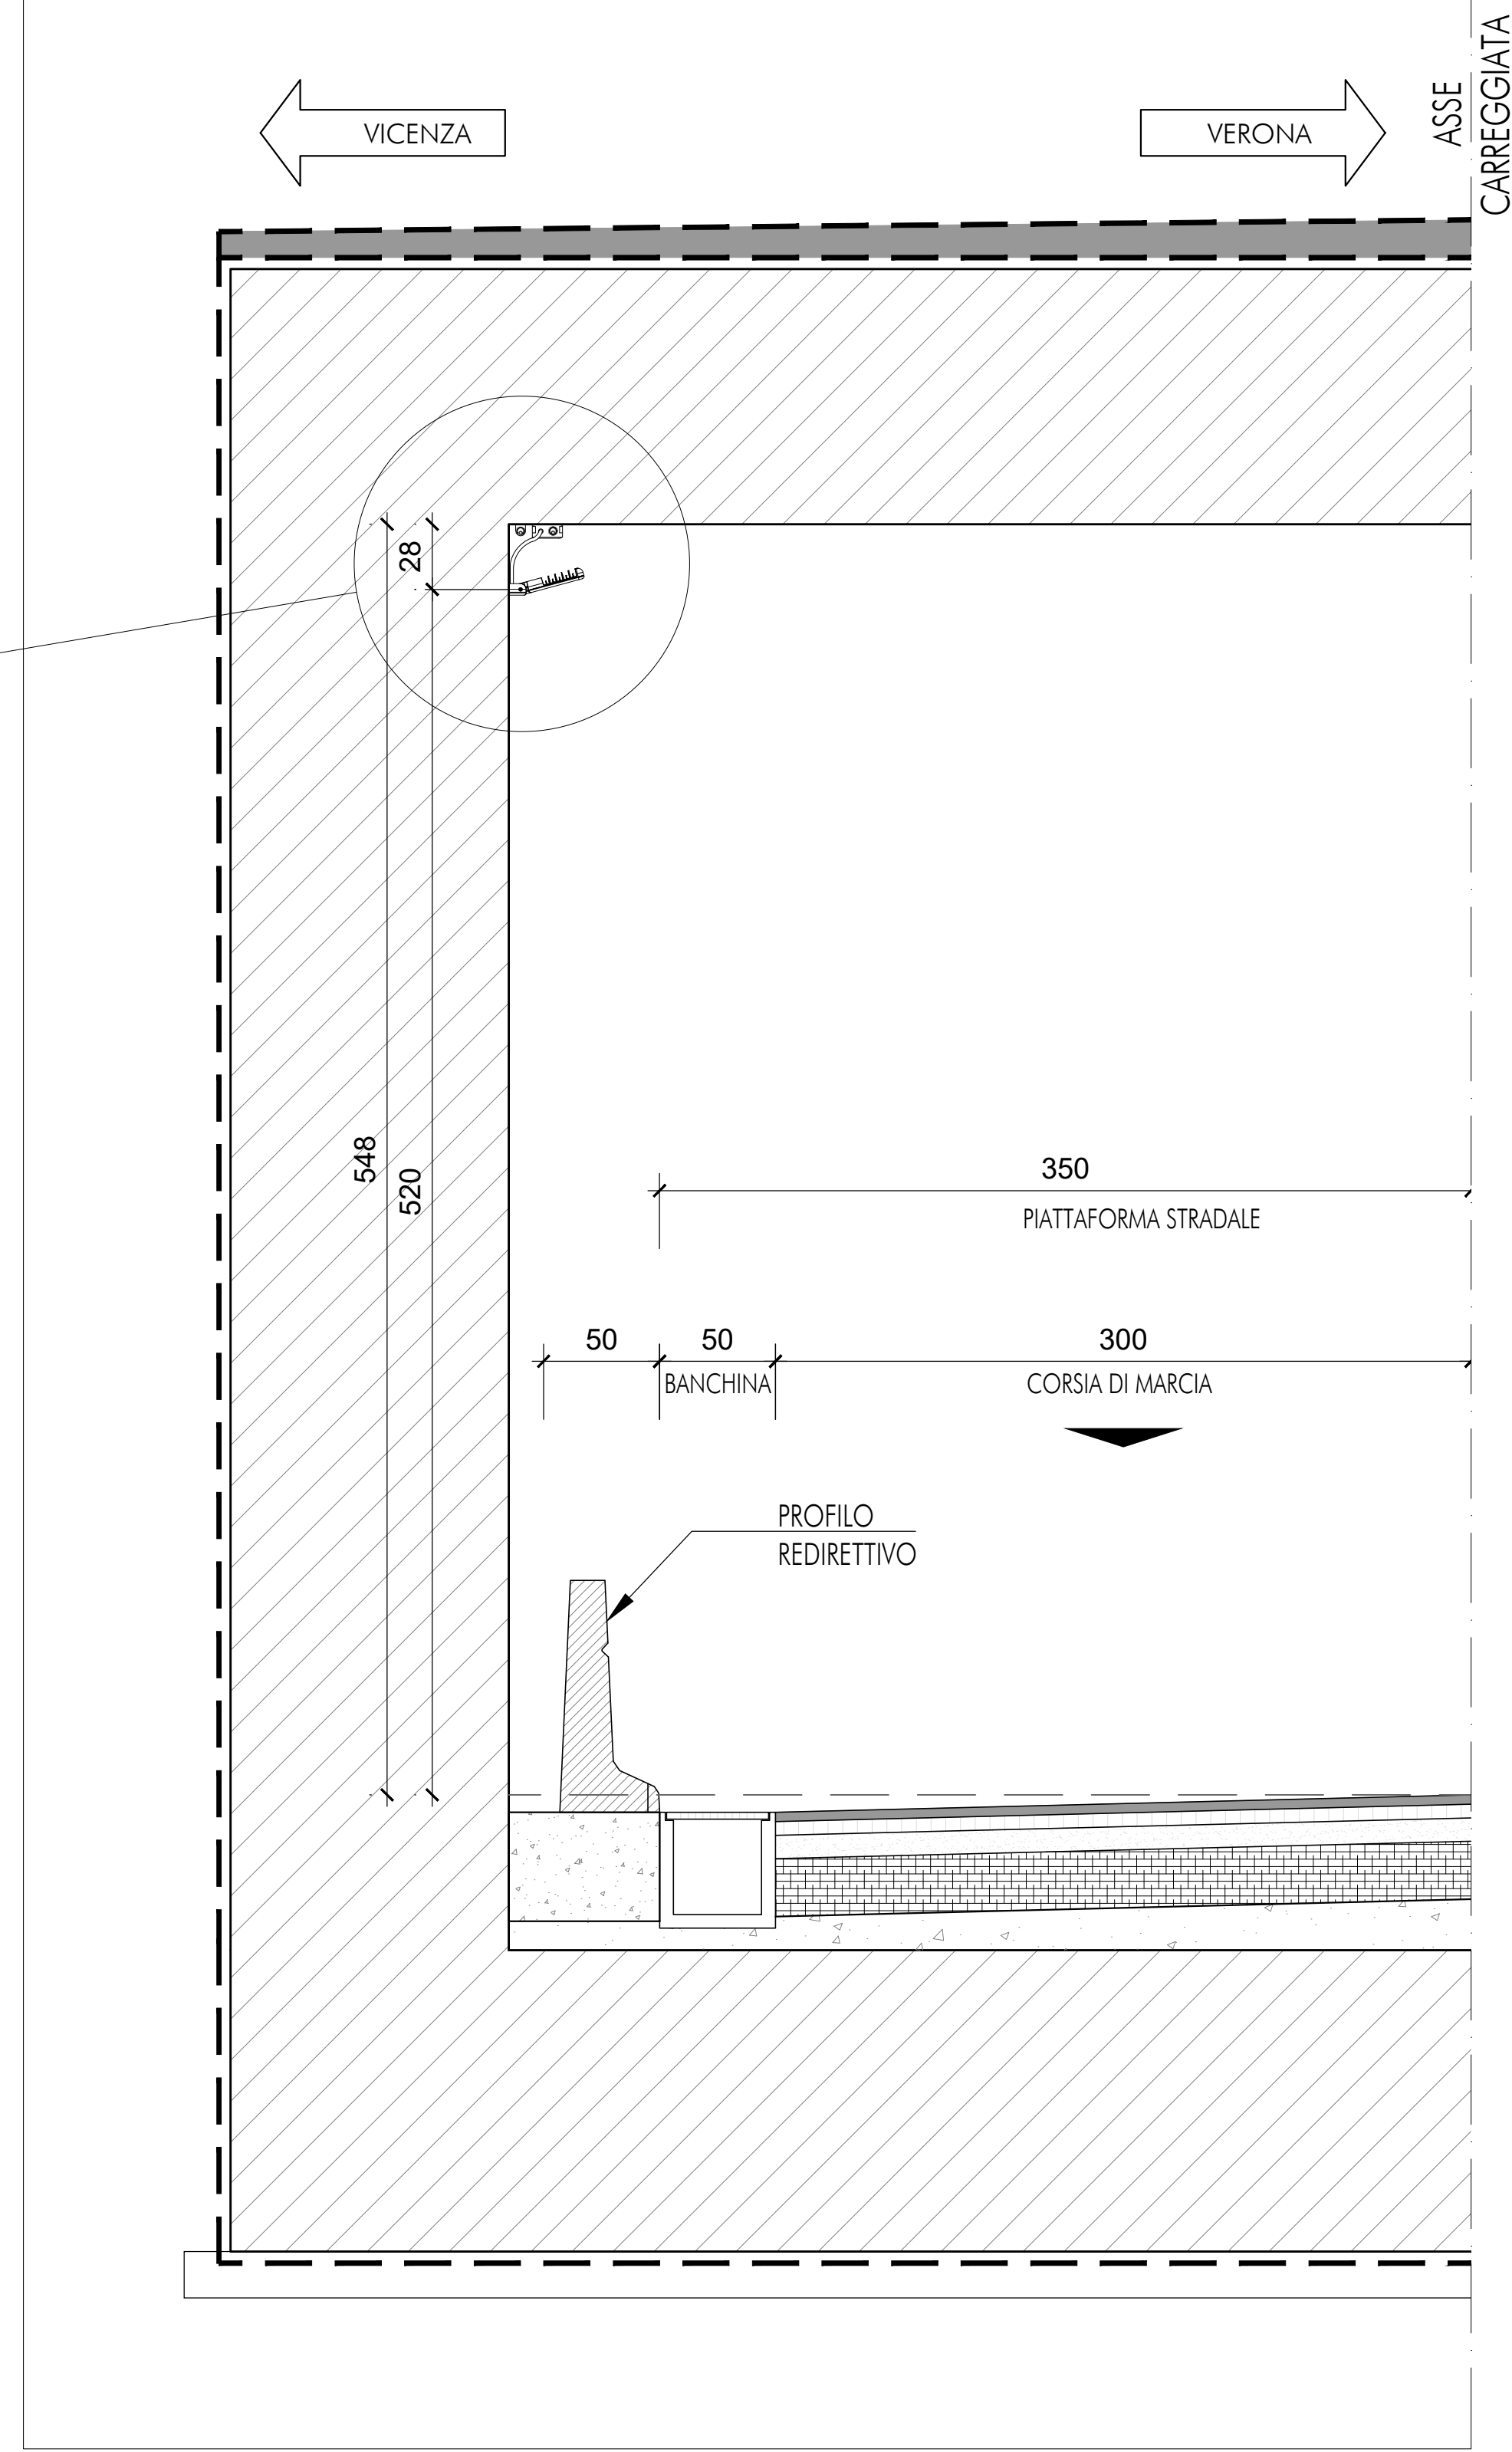 VICENZA
VERONA
ASSE
CARREGGIATA
28
548
520
350
PIATTAFORMA STRADALE
50
50
300
BANCHINA
CORSIA DI MARCIA
PROFILO
REDIRETTIVO